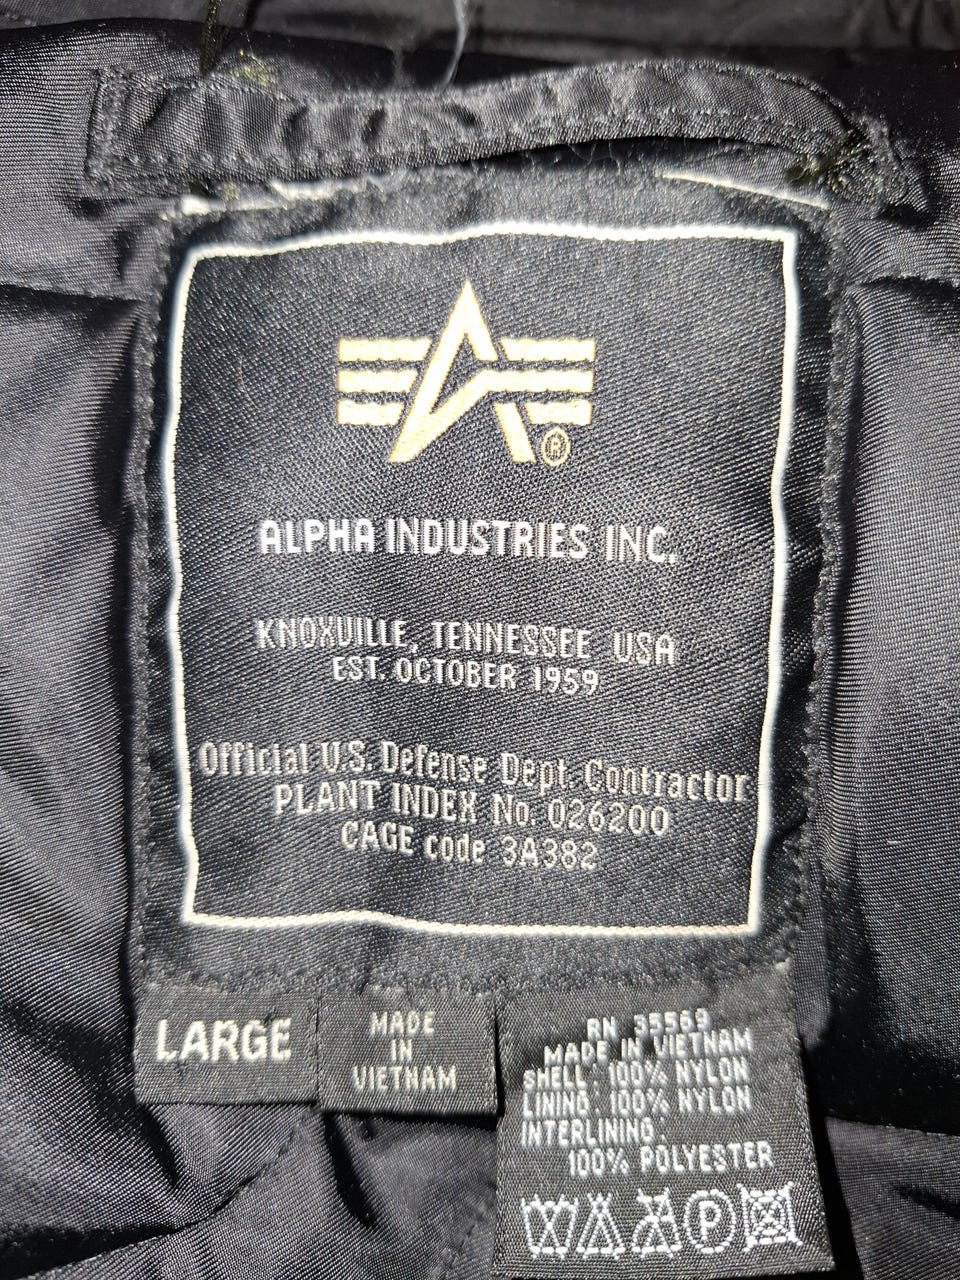 ®
ALPHA INDUSTRIES INC.
KNOXVILLE, TENNESSEE USA
EST. OCTOBER 1959
Official U.S. Defense Dept. Contractor
PLANT INDEX No. 026200
CAGE code 3A382
LARGE
MADE
IN
VIETNAM
RN 35569
MADE IN VIETNAM
SHELL: 100% NYLON
LINING: 100% NYLON
INTERLINING:
100% POLYESTER
P